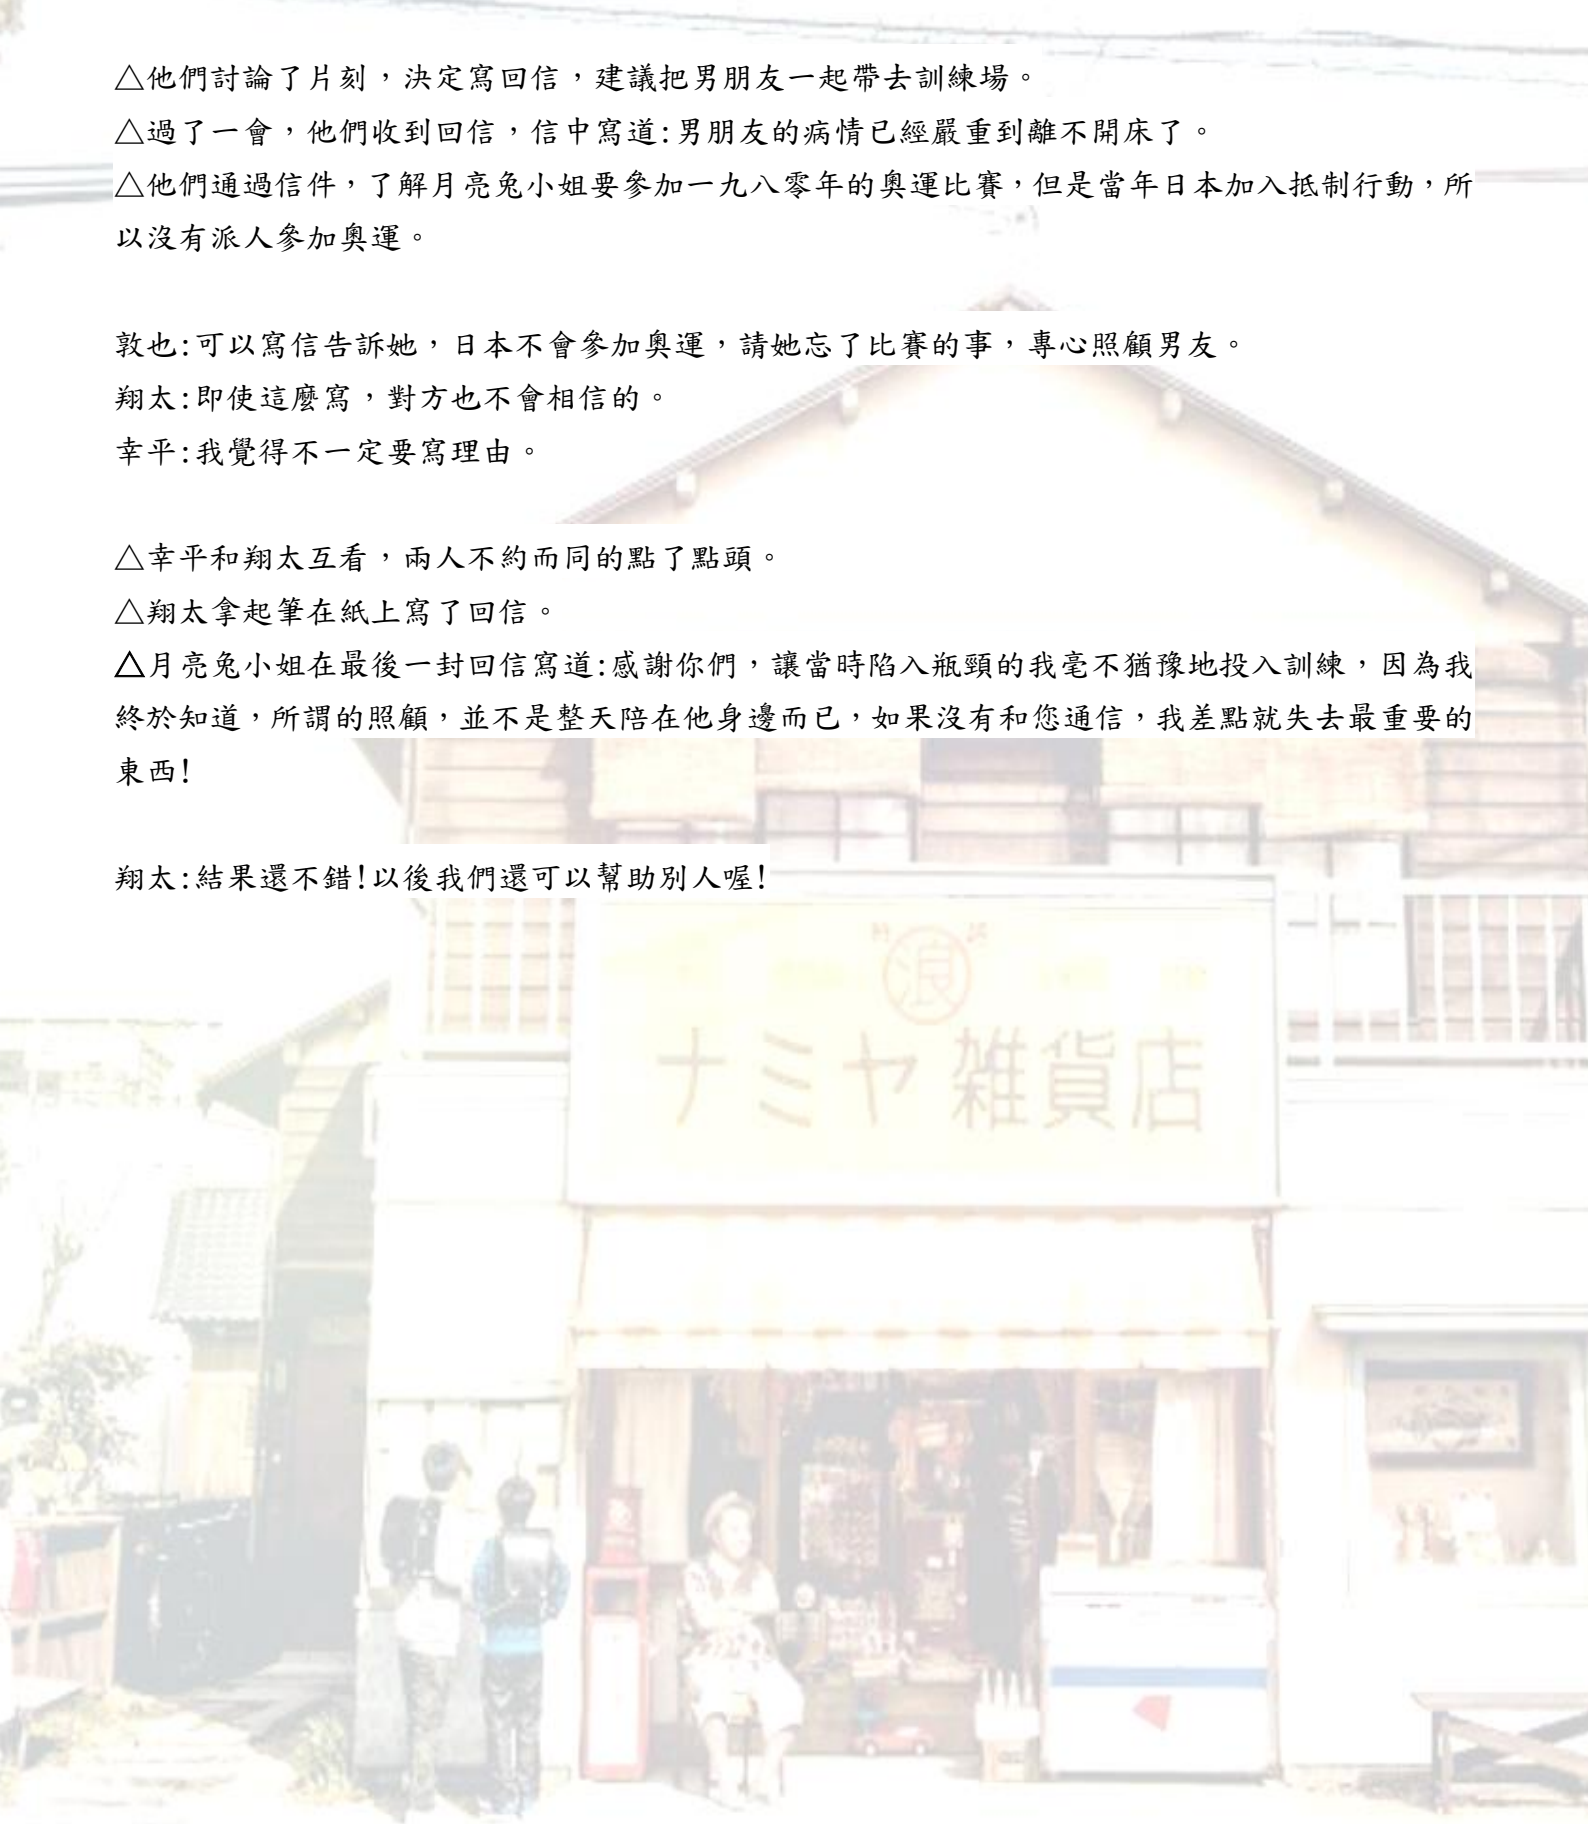 △他們討論了片刻，決定寫回信，建議把男朋友一起帶去訓練場。
△過了一會，他們收到回信，信中寫道:男朋友的病情已經嚴重到離不開床了。
△他們通過信件，了解月亮兔小姐要參加一九八零年的奧運比賽，但是當年日本加入抵制行動，所
以沒有派人參加奧運。
敦也:可以寫信告訴她，日本不會參加奧運，請她忘了比賽的事，專心照顧男友。
翔太:即使這麼寫，對方也不會相信的。
幸平:我覺得不一定要寫理由。
△幸平和翔太互看，兩人不約而同的點了點頭。
△翔太拿起筆在紙上寫了回信。
△月亮兔小姐在最後一封回信寫道:感謝你們，讓當時陷入瓶頸的我毫不猶豫地投入訓練，因為我
終於知道，所謂的照顧，並不是整天陪在他身邊而已，如果沒有和您通信，我差點就失去最重要的
東西!
翔太:結果還不錯!以後我們還可以幫助別人喔!
浪
ナミヤ雑貨店